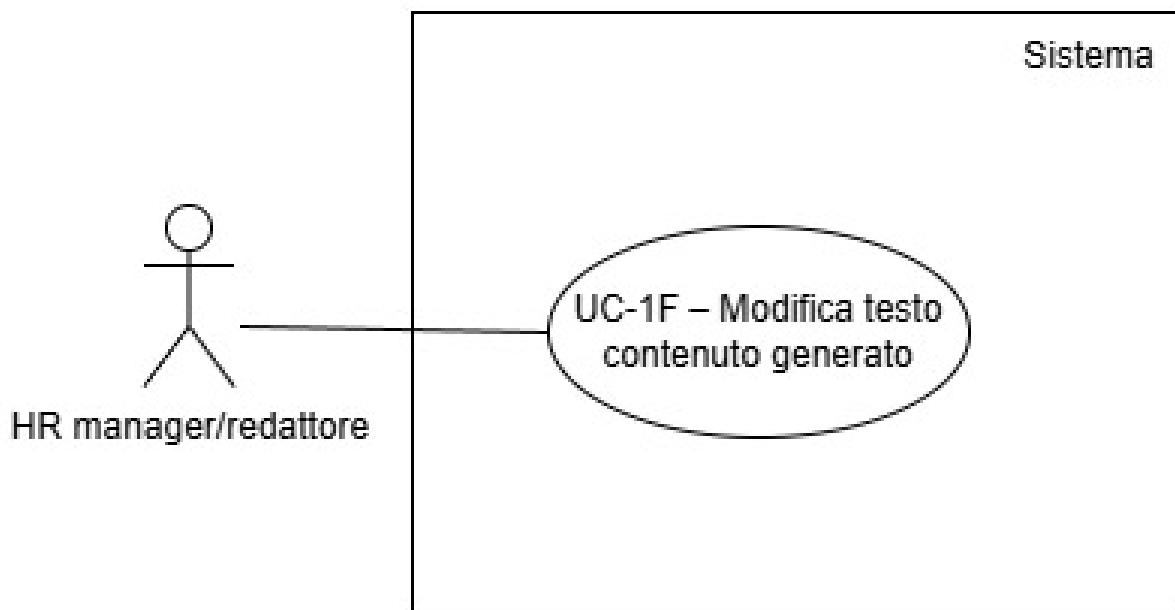 Sistema
UC-1F – Modifica testo
contenuto generato
HR manager/redattore